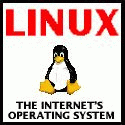 LINUX
THE INTERNET'S
OPERATING SYSTEM